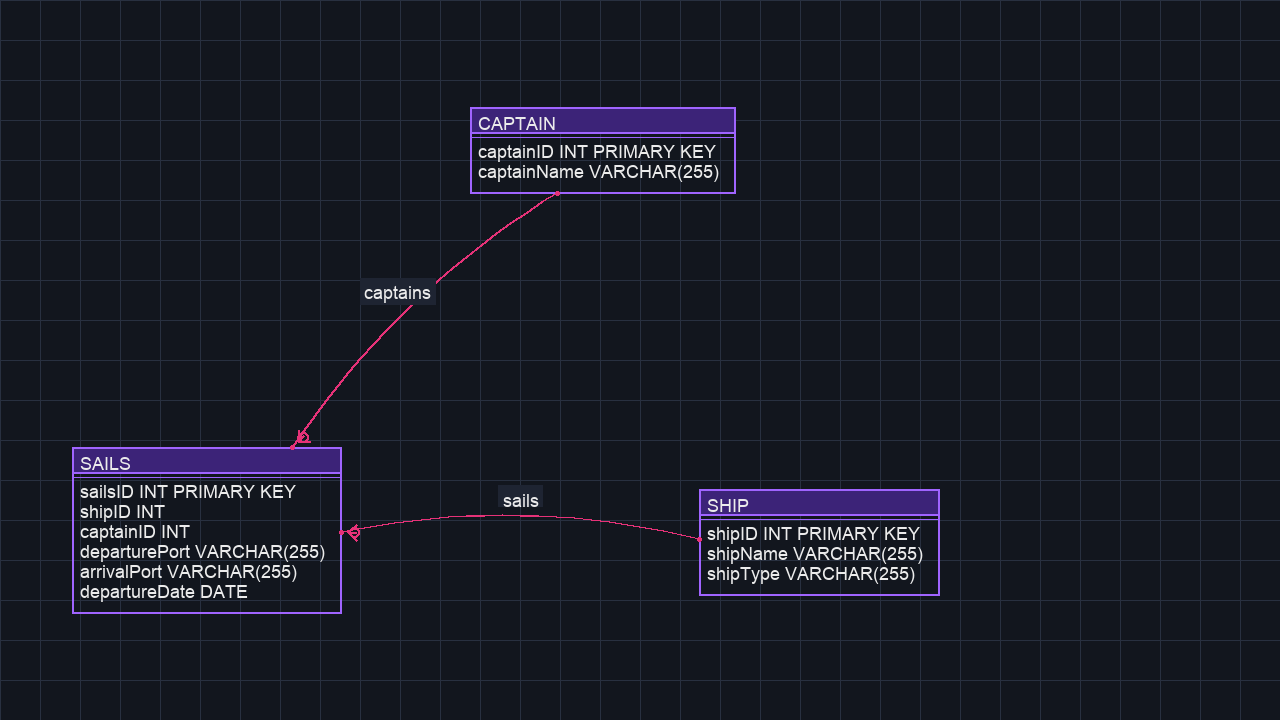 CAPTAIN
captainID INT PRIMARY KEY
captainName VARCHAR(255)
captains
SAILS
sailsID INT PRIMARY KEY
shipID INT
captainID INT
departurePort VARCHAR(255)
arrivalPort VARCHAR(255)
departureDate DATE
sails
SHIP
shipID INT PRIMARY KEY
shipName VARCHAR(255)
shipType VARCHAR(255)